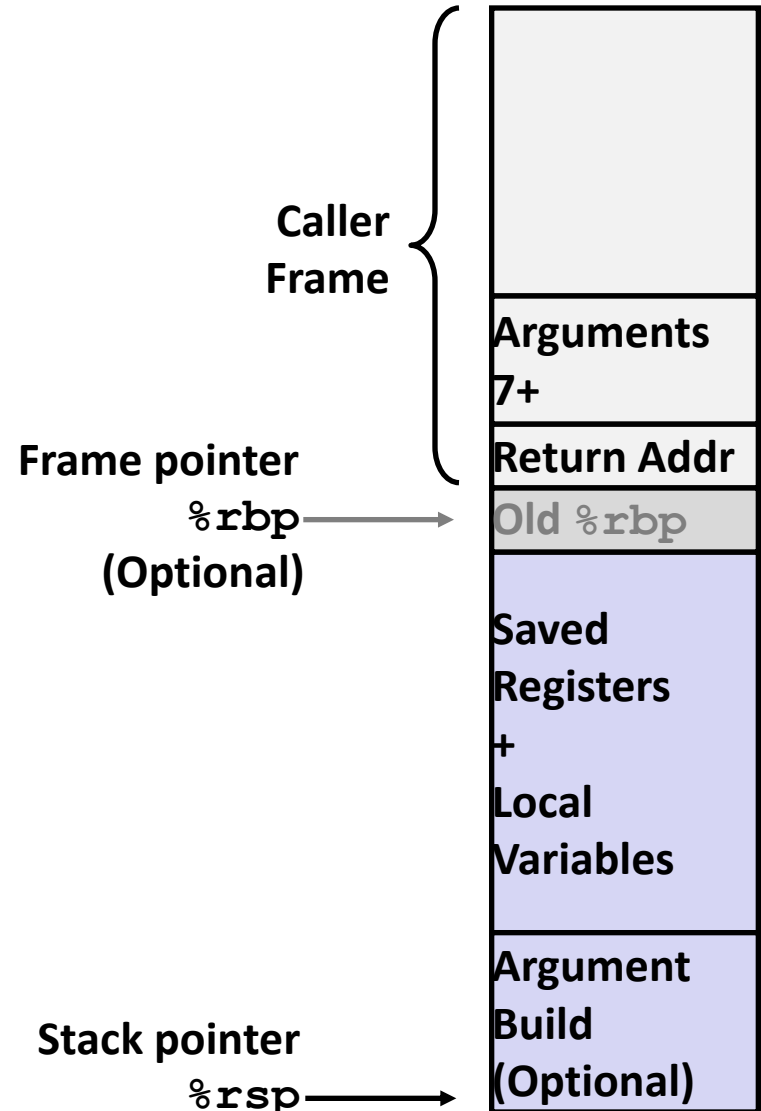 Caller
Frame
Arguments
7+
Return Addr
Frame pointer
%rbp
(Optional)
Old %rbp
Saved
Registers
+
Local
Variables
Argument
Build
(Optional)
Stack pointer
%rsp